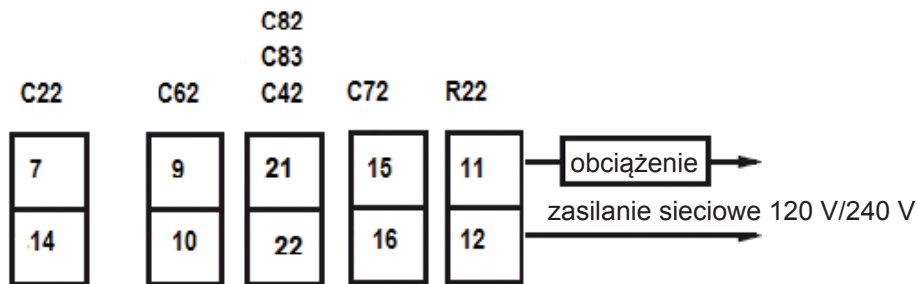 C82
C83
C22 C62 C42 C72 R22
7 9 21 15 11 obciążenie
zasilanie sieciowe 120 V/240 V
14 10 22 16 12